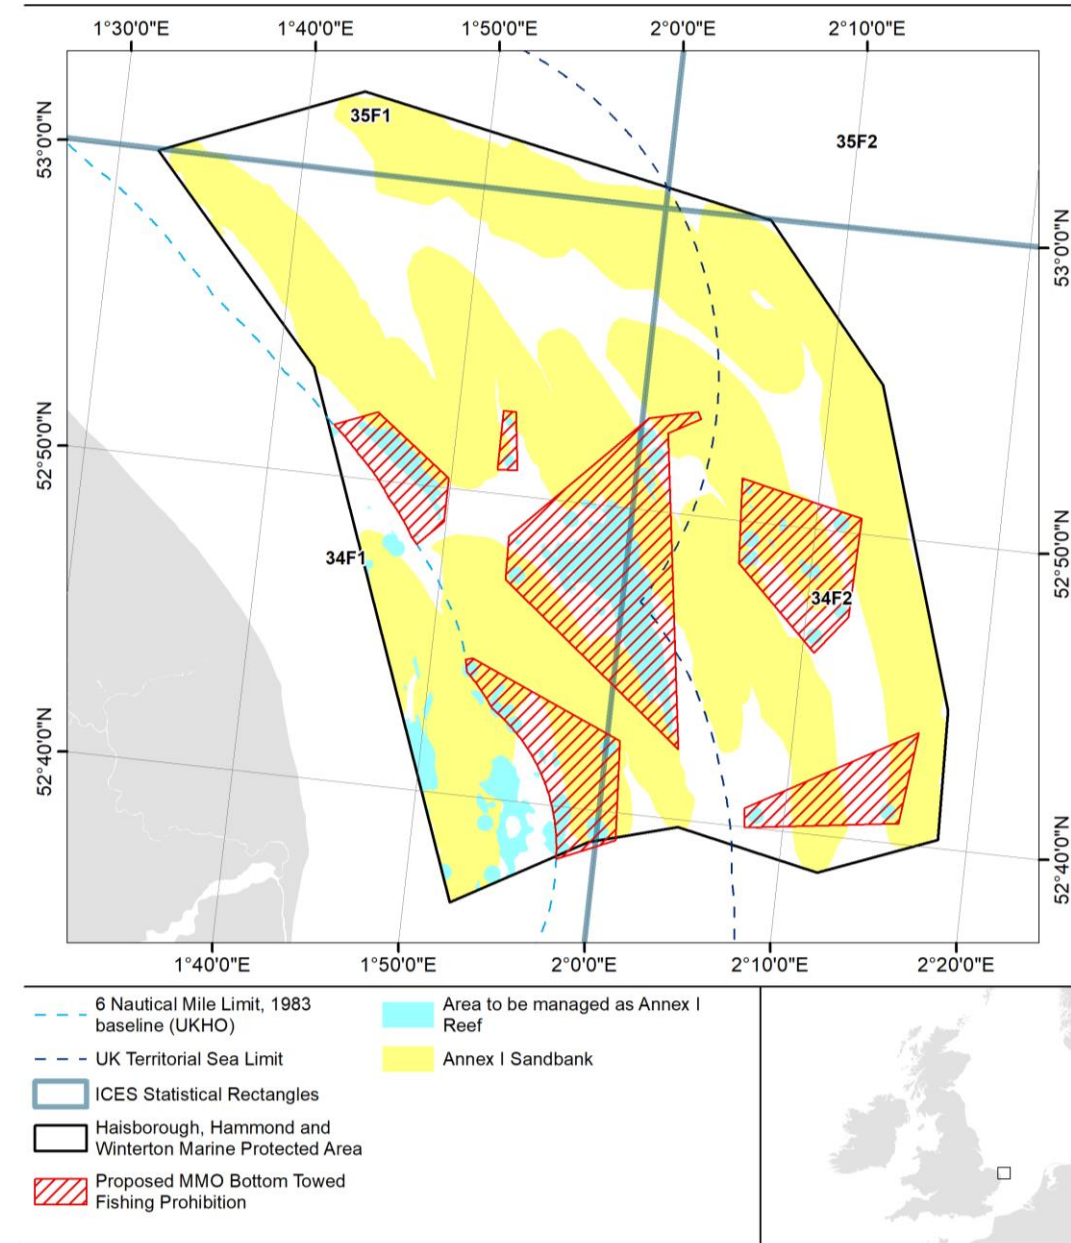 1°30'0"E 1°40'0"E 1°50'0"E 2°0'0"E 2°10'0"E
53°0'0"N
35F1
35F2
53°0'0"N
52°50'0"N
34F1
52°50'0"N
34F2
52°40'0"N
52°40'0"N
1°40'0"E 1°50'0"E 2°00'0"E 2°10'0"E 2°20'0"E
6 Nautical Mile Limit, 1983
baseline (UKHO)
UK Territorial Sea Limit
ICES Statistical Rectangles
Haisborough, Hammond and
Winterton Marine Protected Area
Proposed MMO Bottom Towed
Fishing Prohibition
Area to be managed as Annex I
Reef
Annex I Sandbank